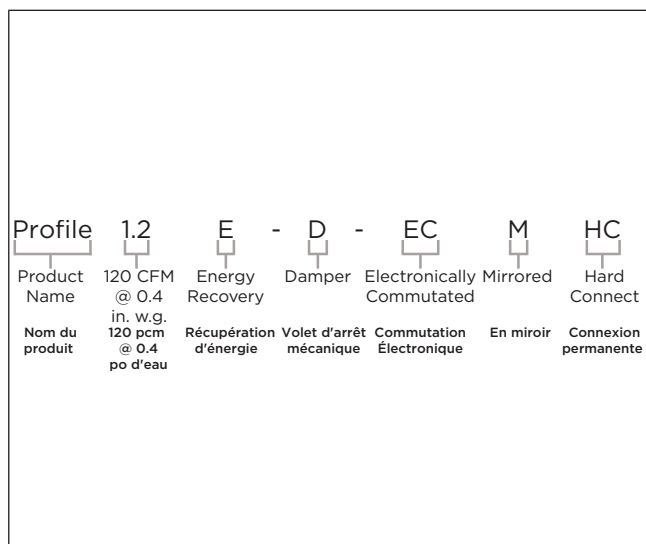 Profile 1.2 E - D - EC M HC
Product Name
120 CFM @ 0.4 in. w.g.
Energy Recovery
Damper
Electronically Commutated
Mirrored
Hard Connect
Nom du produit
120 pcm @ 0.4 po d'eau
Récupération d'énergie
Volet d'arrêt mécanique
Commutation Électronique
En miroir
Connexion permanente